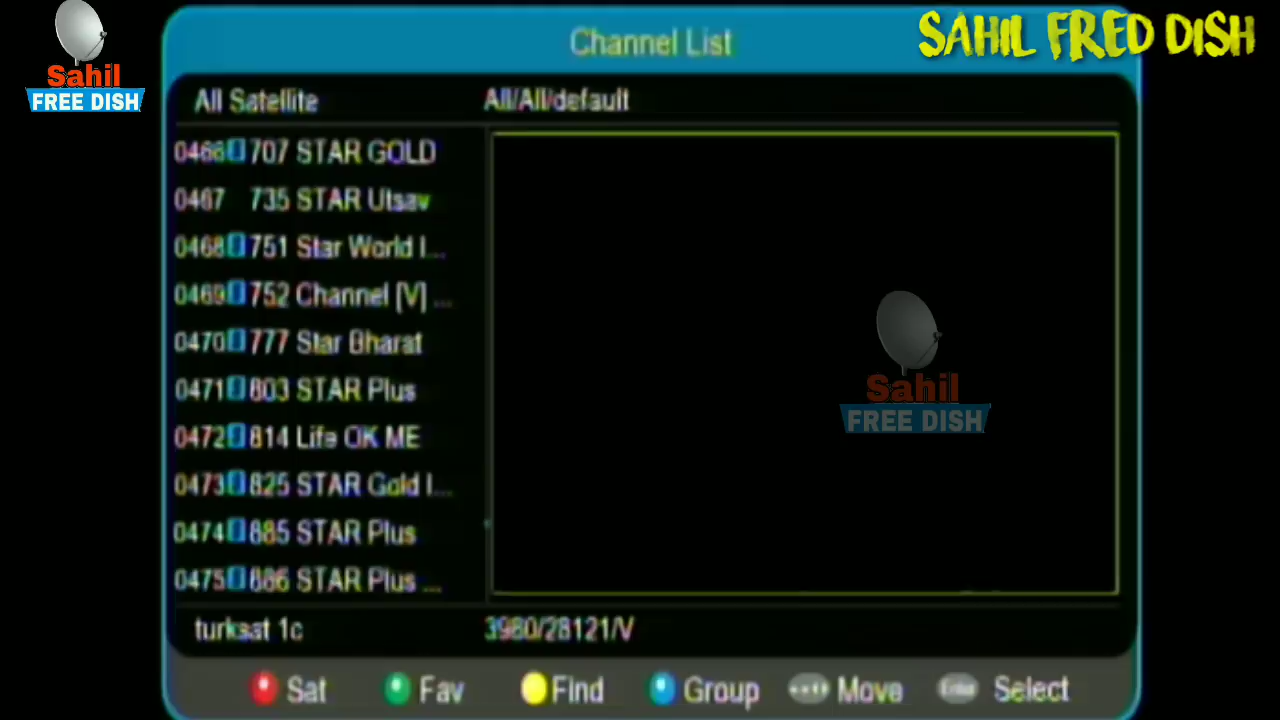 Sahil
FREE DISH
Channel List
SAHIL FRED DISH
All Satellite All/All/default
0466 707 STAR GOLD
0467 735 STAR Utsav
0468 751 Star World I...
0469 752 Channel [V] ...
0470 777 Star Bharat
0471 803 STAR Plus
0472 814 Life OK ME
0473 825 STAR Gold I...
0474 885 STAR Plus
0475 886 STAR Plus ...
Sahil
FREE DISH
turksat 1c 3980/28121/V
Sat Fav Find Group Move Select